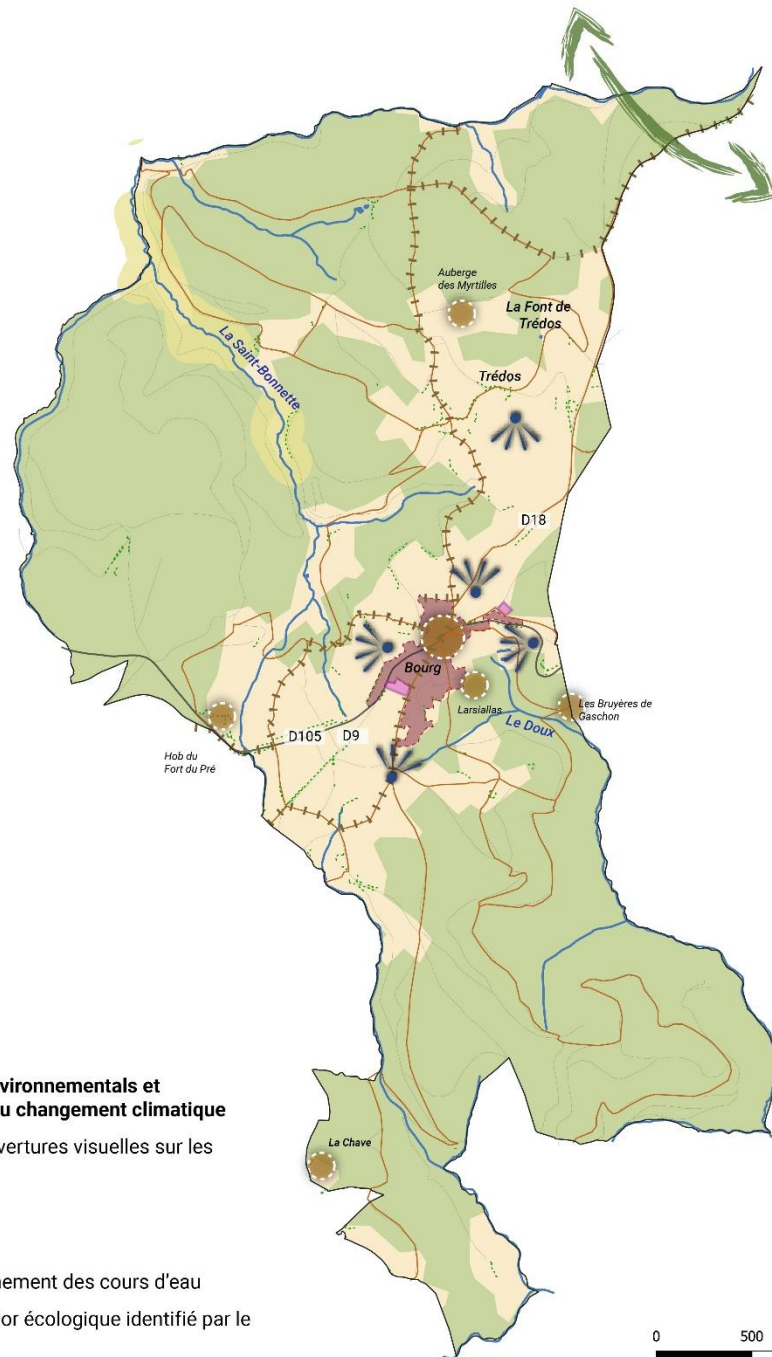 Auberge
des Myrtilles
La Font de
Trédos
Trédos
La Saint-Bonnette
D18
Bourg
Larsiallas
Les Bruyères de
Gaschon
Le Doux
D105
D9
Hob du
Fort du Pré
vironnementals et
u changement climatique
vertures visuelles sur les
La Chave
nement des cours d'eau
or écologique identifié par le
0 500